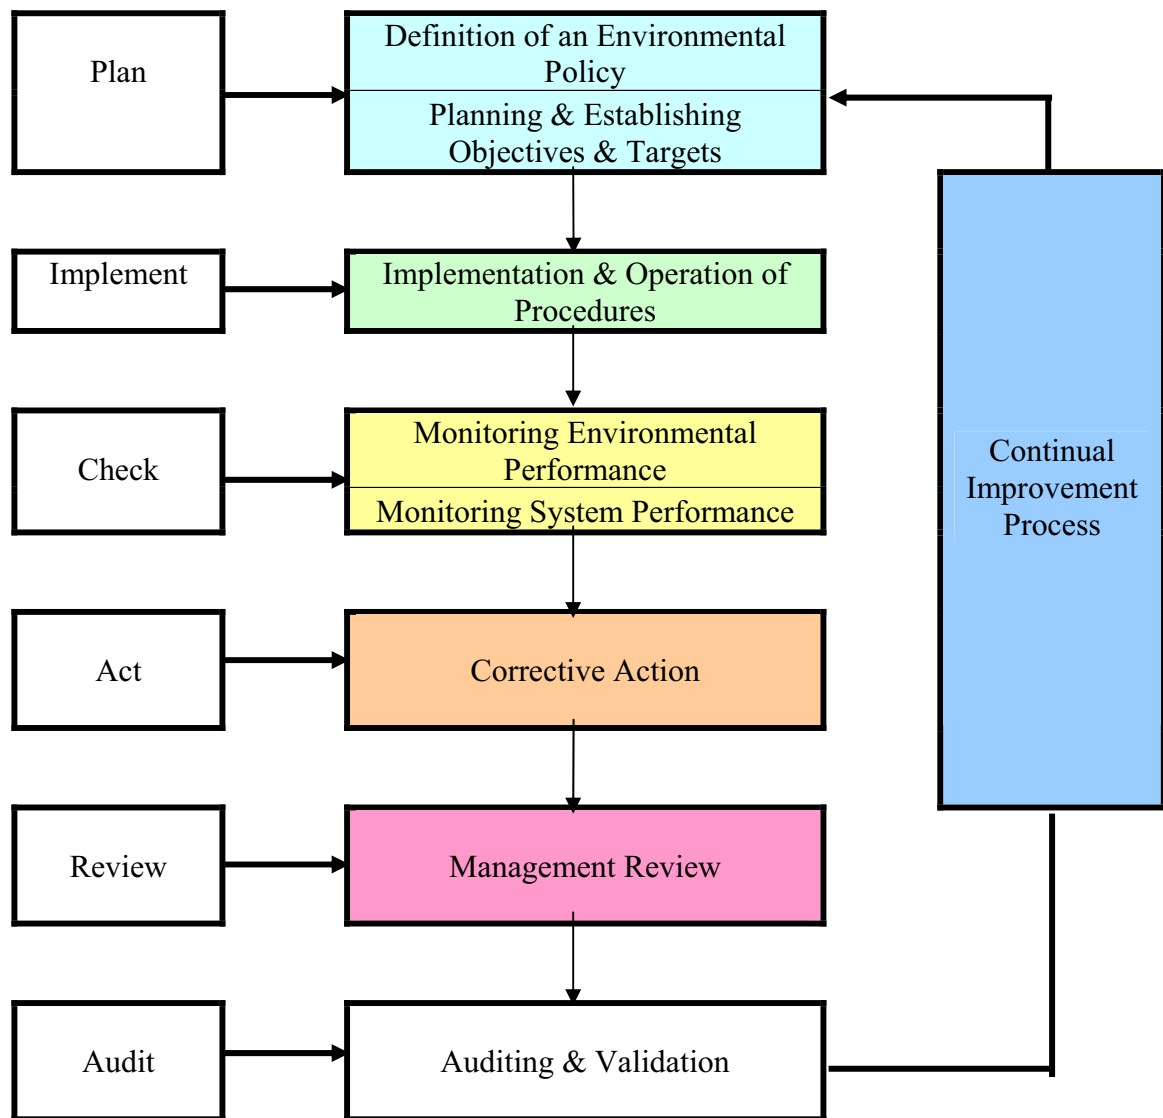 Plan
Definition of an Environmental
Policy
Planning & Establishing
Objectives & Targets
Implement
Implementation & Operation of
Procedures
Check
Monitoring Environmental
Performance
Monitoring System Performance
Continual
Improvement
Process
Act
Corrective Action
Review
Management Review
Audit
Auditing & Validation